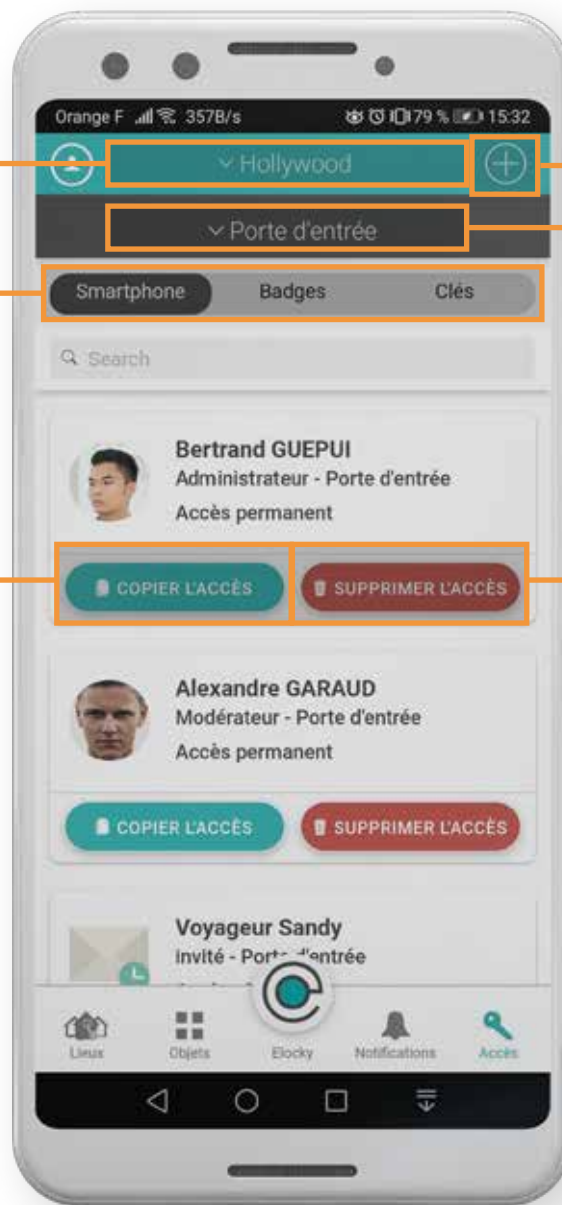 Orange F 357B/s 79 % 15:32
Hollywood
Porte d'entrée
Smartphone Badges Clés
Search
Bertrand GUEPUI
Administrateur - Porte d'entrée
Accès permanent
COPIER L'ACCÈS SUPPRIMER L'ACCÈS
Alexandre GARAUD
Modérateur - Porte d'entrée
Accès permanent
COPIER L'ACCÈS SUPPRIMER L'ACCÈS
Voyageur Sandy
invité - Porte d'entrée
Lieux Objets Elocky Notifications Accès